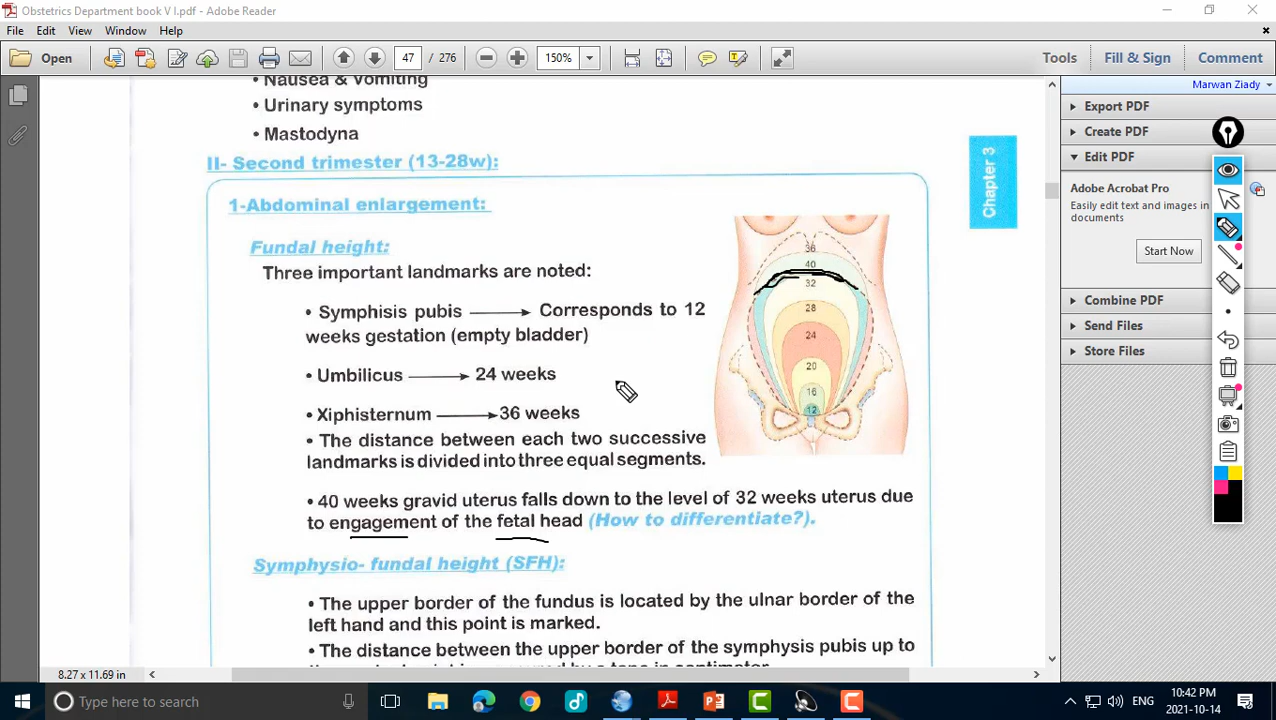 Obstetrics Department book V I.pdf - Adobe Reader
File Edit View Window Help
Open 47 / 276 150% Tools Fill & Sign Comment
Marwan Ziady
• Nausea & Vomiting
• Urinary symptoms
• Mastodyna
II- Second trimester (13-28w):
1-Abdominal enlargement:
Fundal height:
Three important landmarks are noted:
• Symphisis pubis → Corresponds to 12
weeks gestation (empty bladder)
• Umbilicus → 24 weeks
• Xiphisternum → 36 weeks
• The distance between each two successive
landmarks is divided into three equal segments.
• 40 weeks gravid uterus falls down to the level of 32 weeks uterus due
to engagement of the fetal head (How to differentiate?).
Symphysio- fundal height (SFH):
• The upper border of the fundus is located by the ulnar border of the
left hand and this point is marked.
• The distance between the upper border of the symphysis pubis up to
36
40
32
28
24
20
16
12
Chapter 3
Export PDF
Create PDF
Edit PDF
Adobe Acrobat Pro
Easily edit text and images in
documents
Start Now
Combine PDF
Send Files
Store Files
8.27 x 11.69 in
Type here to search
ENG
10:42 PM
2021-10-14